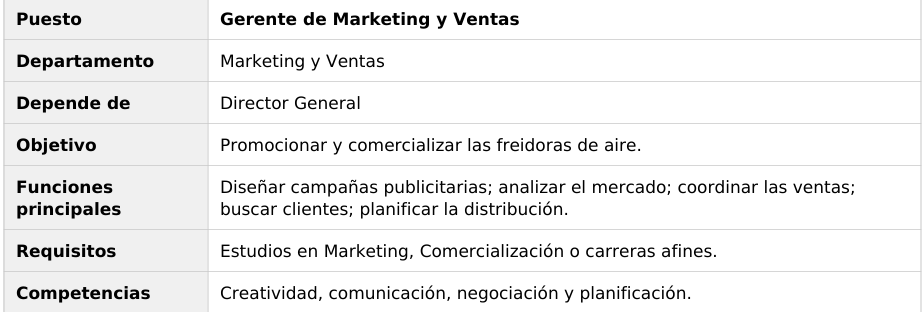 Puesto Gerente de Marketing y Ventas
Departamento Marketing y Ventas
Depende de Director General
Objetivo Promocionar y comercializar las freidoras de aire.
Funciones principales Diseñar campañas publicitarias; analizar el mercado; coordinar las ventas;
buscar clientes; planificar la distribución.
Requisitos Estudios en Marketing, Comercialización o carreras afines.
Competencias Creatividad, comunicación, negociación y planificación.